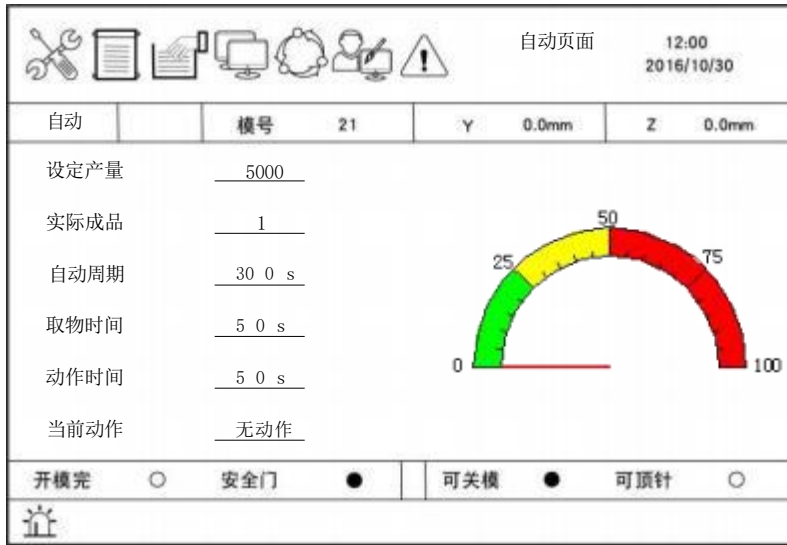 自动页面 12:00
2016/10/30
自动 模号 21 Y 0.0mm Z 0.0mm
设定产量 5000
实际成品 1
自动周期 30 0 s
取物时间 5 0 s
动作时间 5 0 s
当前动作 无动作
0 25 50 75 100
开模完 安全门 可关模 可顶针